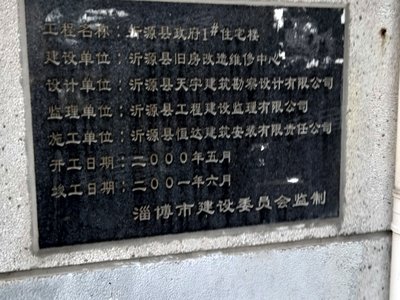 工程名称：沂源县政府1#住宅楼
建设单位：沂源县旧房改造维修中心
设计单位：沂源县天宇建筑勘察设计有限公司
监理单位：沂源县工程建设监理有限公司
施工单位：沂源县恒达建筑安装有限责任公司
开工日期：二000年五月
竣工日期：二00一年六月
淄博市建设委员会监制